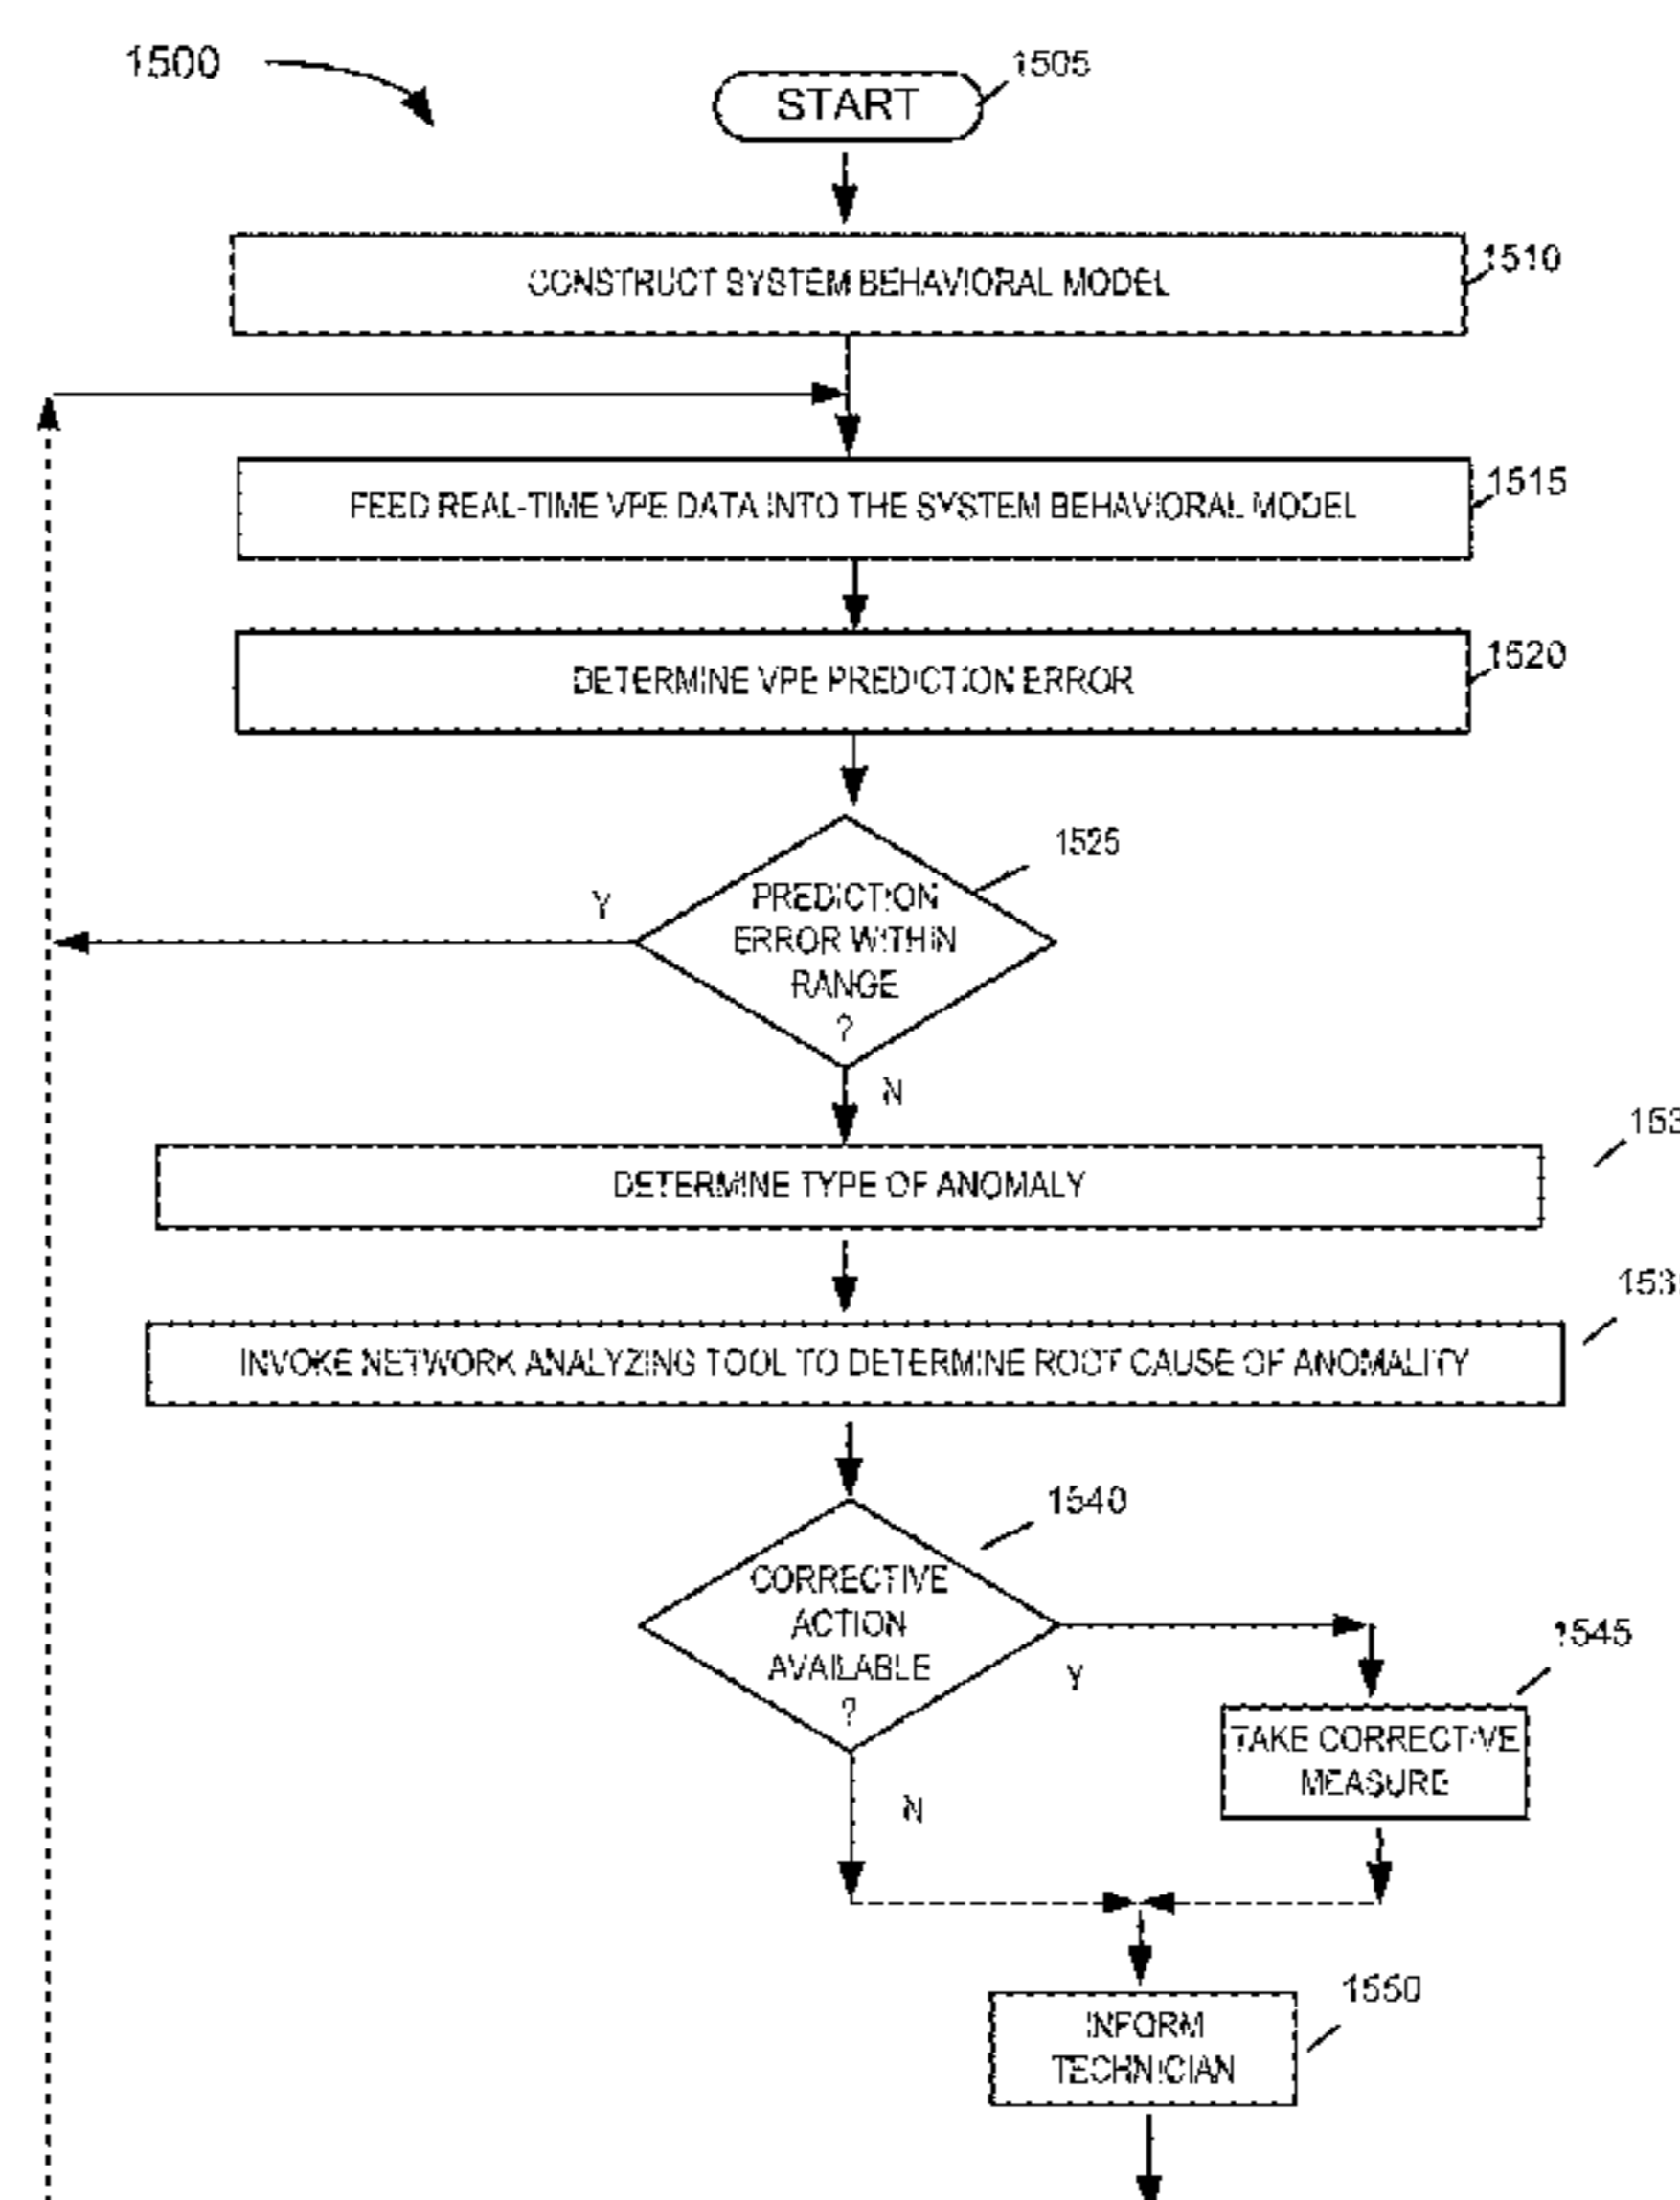 1500
1505
START
1510
CONSTRUCT SYSTEM BEHAVIORAL MODEL
1515
FEED REAL-TIME VPE DATA INTO THE SYSTEM BEHAVIORAL MODEL
1520
DETERMINE VPE PREDICTION ERROR
1525
PREDICTION
ERROR WITHIN
RANGE
?
Y
N
153
DETERMINE TYPE OF ANOMALY
153
INVOKE NETWORK ANALYZING TOOL TO DETERMINE ROOT CAUSE OF ANOMALITY
1540
CORRECTIVE
ACTION
AVAILABLE
?
Y
1545
TAKE CORRECTIVE
MEASURE
N
1550
INFORM
TECHNICIAN